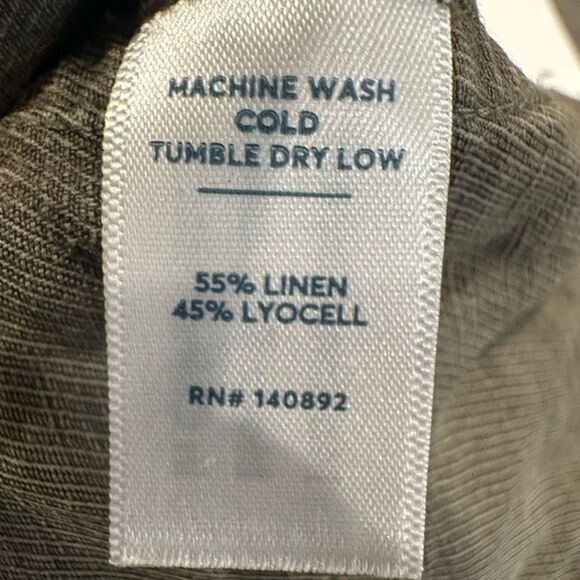 MACHINE WASH
COLD
TUMBLE DRY LOW
55% LINEN
45% LYOCELL
RN# 140892